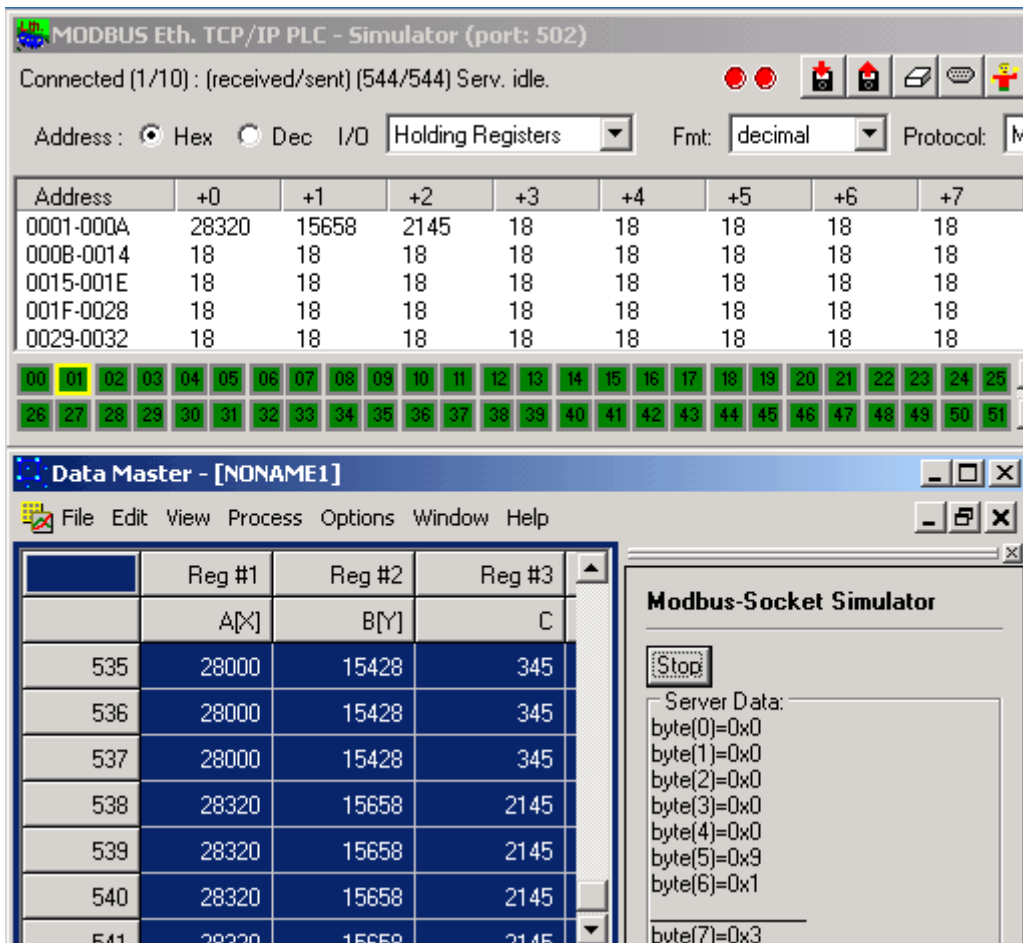 MODBUS Eth. TCP/IP PLC - Simulator (port: 502)
Connected (1/10) : (received/sent) (544/544) Serv. idle.
Address : Hex Dec I/O Holding Registers Fmt: decimal Protocol: M
Address +0 +1 +2 +3 +4 +5 +6 +7
0001-000A 28320 15658 2145 18 18 18 18 18
000B-0014 18 18 18 18 18 18 18 18
0015-001E 18 18 18 18 18 18 18 18
001F-0028 18 18 18 18 18 18 18 18
0029-0032 18 18 18 18 18 18 18 18
00 01 02 03 04 05 06 07 08 09 10 11 12 13 14 15 16 17 18 19 20 21 22 23 24 25
26 27 28 29 30 31 32 33 34 35 36 37 38 39 40 41 42 43 44 45 46 47 48 49 50 51
Data Master - [NONAME1]
File Edit View Process Options Window Help
Reg #1 Reg #2 Reg #3
A[X] B[Y] C
535 28000 15428 345
536 28000 15428 345
537 28000 15428 345
538 28320 15658 2145
539 28320 15658 2145
540 28320 15658 2145
541 28320 15658 2145
Modbus-Socket Simulator
Stop
Server Data:
byte(0)=0x0
byte(1)=0x0
byte(2)=0x0
byte(3)=0x0
byte(4)=0x0
byte(5)=0x9
byte(6)=0x1
byte(7)=0x3